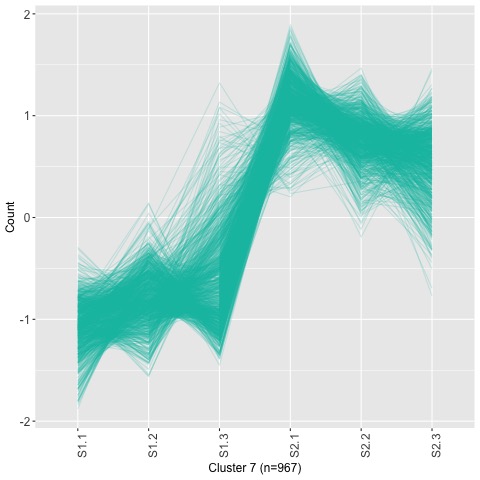 2
1
0
-1
-2
Count
S1.1
S1.2
S1.3
S2.1
S2.2
S2.3
Cluster 7 (n=967)